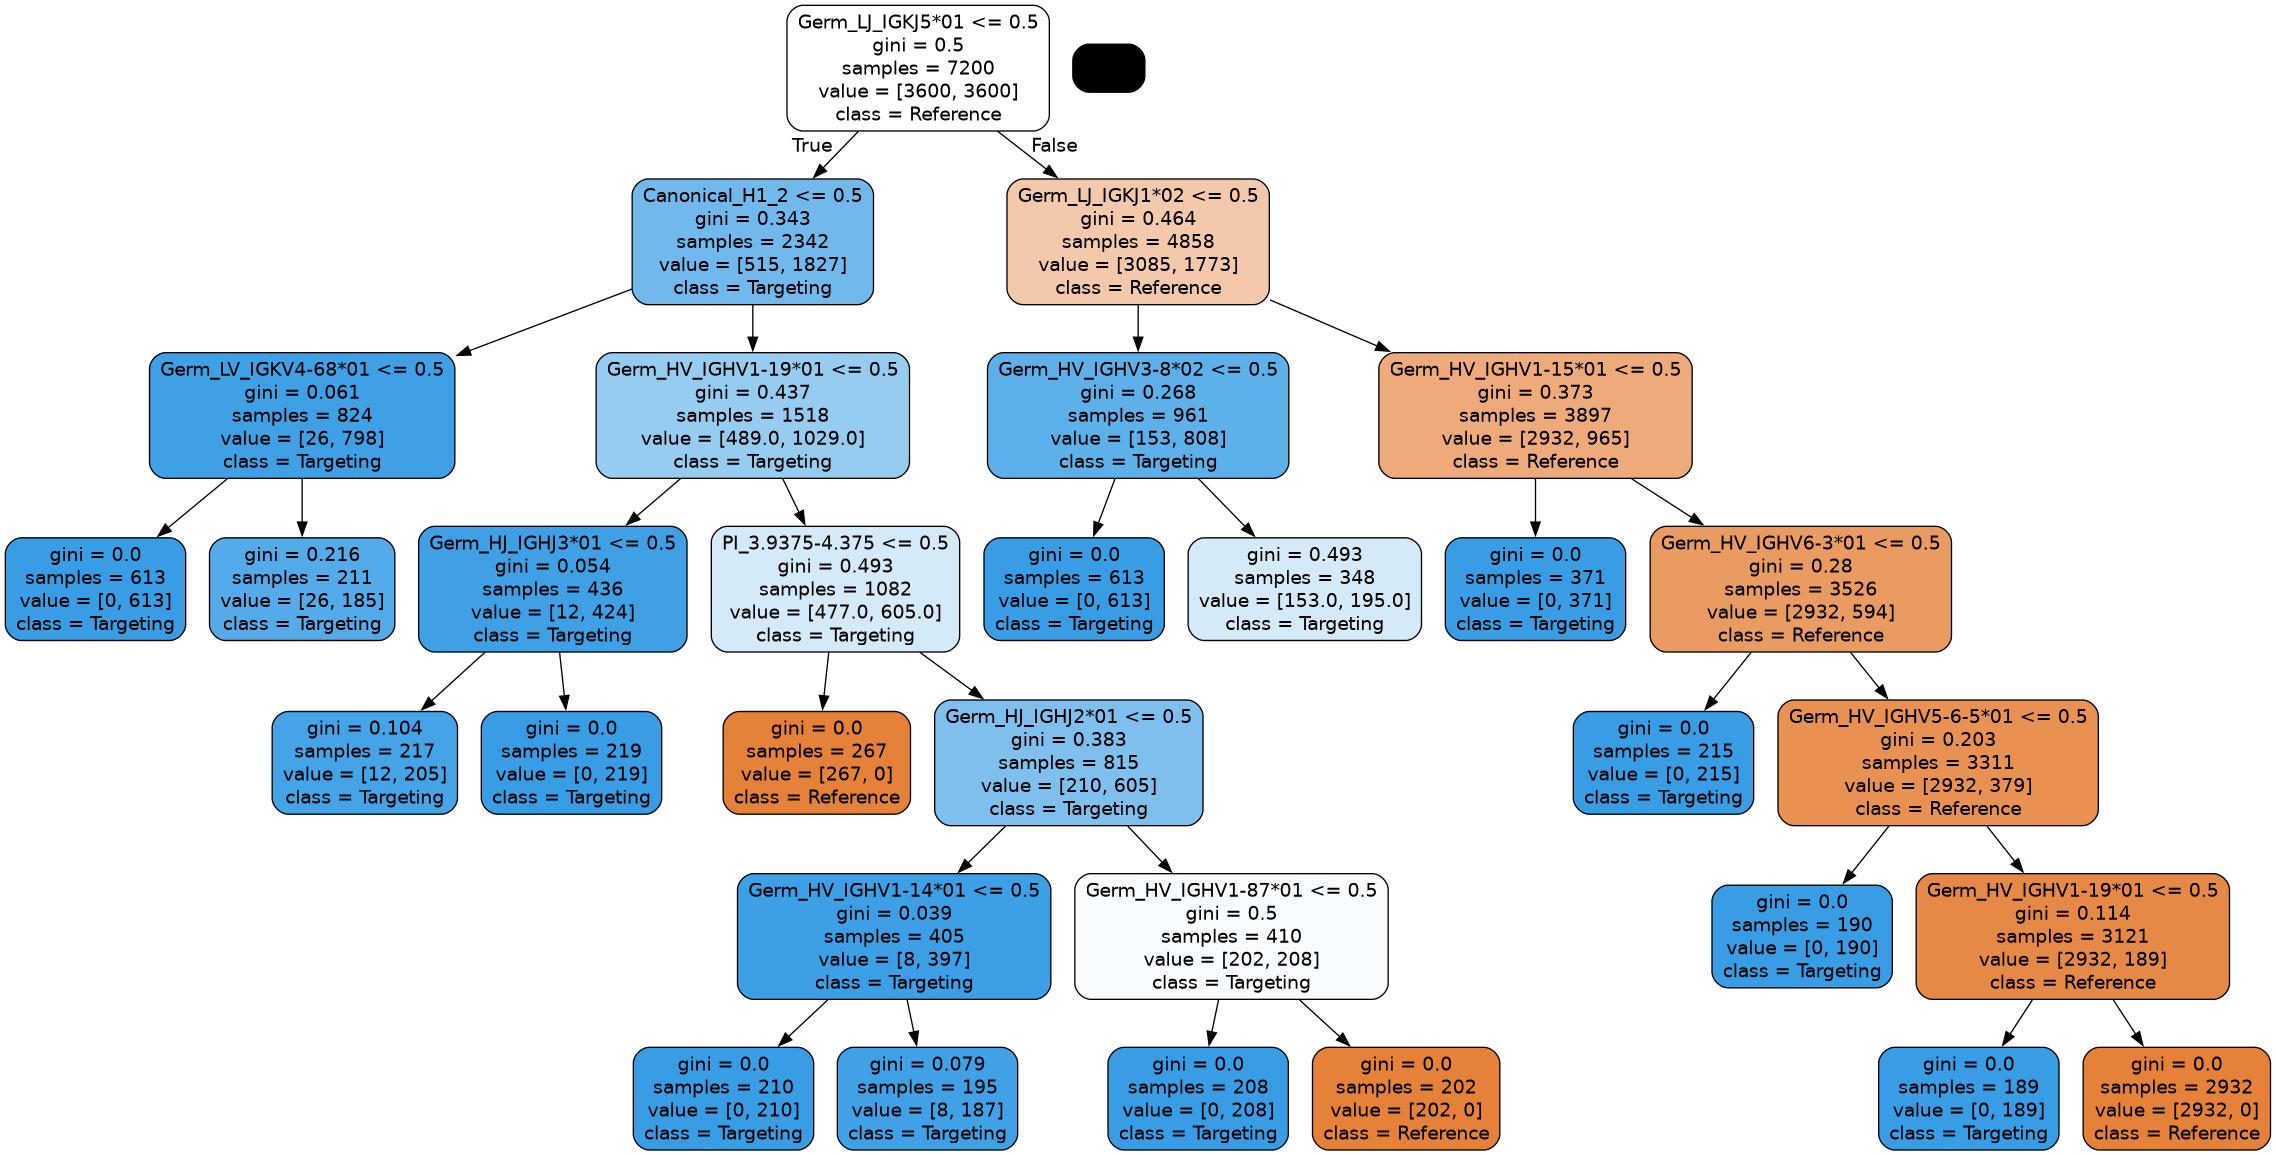 Germ_LJ_IGKJ5*01 <= 0.5
gini = 0.5
samples = 7200
value = [3600, 3600]
class = Reference
True
False
Canonical_H1_2 <= 0.5
gini = 0.343
samples = 2342
value = [515, 1827]
class = Targeting
Germ_LJ_IGKJ1*02 <= 0.5
gini = 0.464
samples = 4858
value = [3085, 1773]
class = Reference
Germ_LV_IGKV4-68*01 <= 0.5
gini = 0.061
samples = 824
value = [26, 798]
class = Targeting
Germ_HV_IGHV1-19*01 <= 0.5
gini = 0.437
samples = 1518
value = [489.0, 1029.0]
class = Targeting
Germ_HV_IGHV3-8*02 <= 0.5
gini = 0.268
samples = 961
value = [153, 808]
class = Targeting
Germ_HV_IGHV1-15*01 <= 0.5
gini = 0.373
samples = 3897
value = [2932, 965]
class = Reference
gini = 0.0
samples = 613
value = [0, 613]
class = Targeting
gini = 0.216
samples = 211
value = [26, 185]
class = Targeting
Germ_HJ_IGHJ3*01 <= 0.5
gini = 0.054
samples = 436
value = [12, 424]
class = Targeting
PI_3.9375-4.375 <= 0.5
gini = 0.493
samples = 1082
value = [477.0, 605.0]
class = Targeting
gini = 0.0
samples = 613
value = [0, 613]
class = Targeting
gini = 0.493
samples = 348
value = [153.0, 195.0]
class = Targeting
gini = 0.0
samples = 371
value = [0, 371]
class = Targeting
Germ_HV_IGHV6-3*01 <= 0.5
gini = 0.28
samples = 3526
value = [2932, 594]
class = Reference
gini = 0.104
samples = 217
value = [12, 205]
class = Targeting
gini = 0.0
samples = 219
value = [0, 219]
class = Targeting
gini = 0.0
samples = 267
value = [267, 0]
class = Reference
Germ_HJ_IGHJ2*01 <= 0.5
gini = 0.383
samples = 815
value = [210, 605]
class = Targeting
gini = 0.0
samples = 215
value = [0, 215]
class = Targeting
Germ_HV_IGHV5-6-5*01 <= 0.5
gini = 0.203
samples = 3311
value = [2932, 379]
class = Reference
Germ_HV_IGHV1-14*01 <= 0.5
gini = 0.039
samples = 405
value = [8, 397]
class = Targeting
Germ_HV_IGHV1-87*01 <= 0.5
gini = 0.5
samples = 410
value = [202, 208]
class = Targeting
gini = 0.0
samples = 190
value = [0, 190]
class = Targeting
Germ_HV_IGHV1-19*01 <= 0.5
gini = 0.114
samples = 3121
value = [2932, 189]
class = Reference
gini = 0.0
samples = 210
value = [0, 210]
class = Targeting
gini = 0.079
samples = 195
value = [8, 187]
class = Targeting
gini = 0.0
samples = 208
value = [0, 208]
class = Targeting
gini = 0.0
samples = 202
value = [202, 0]
class = Reference
gini = 0.0
samples = 189
value = [0, 189]
class = Targeting
gini = 0.0
samples = 2932
value = [2932, 0]
class = Reference